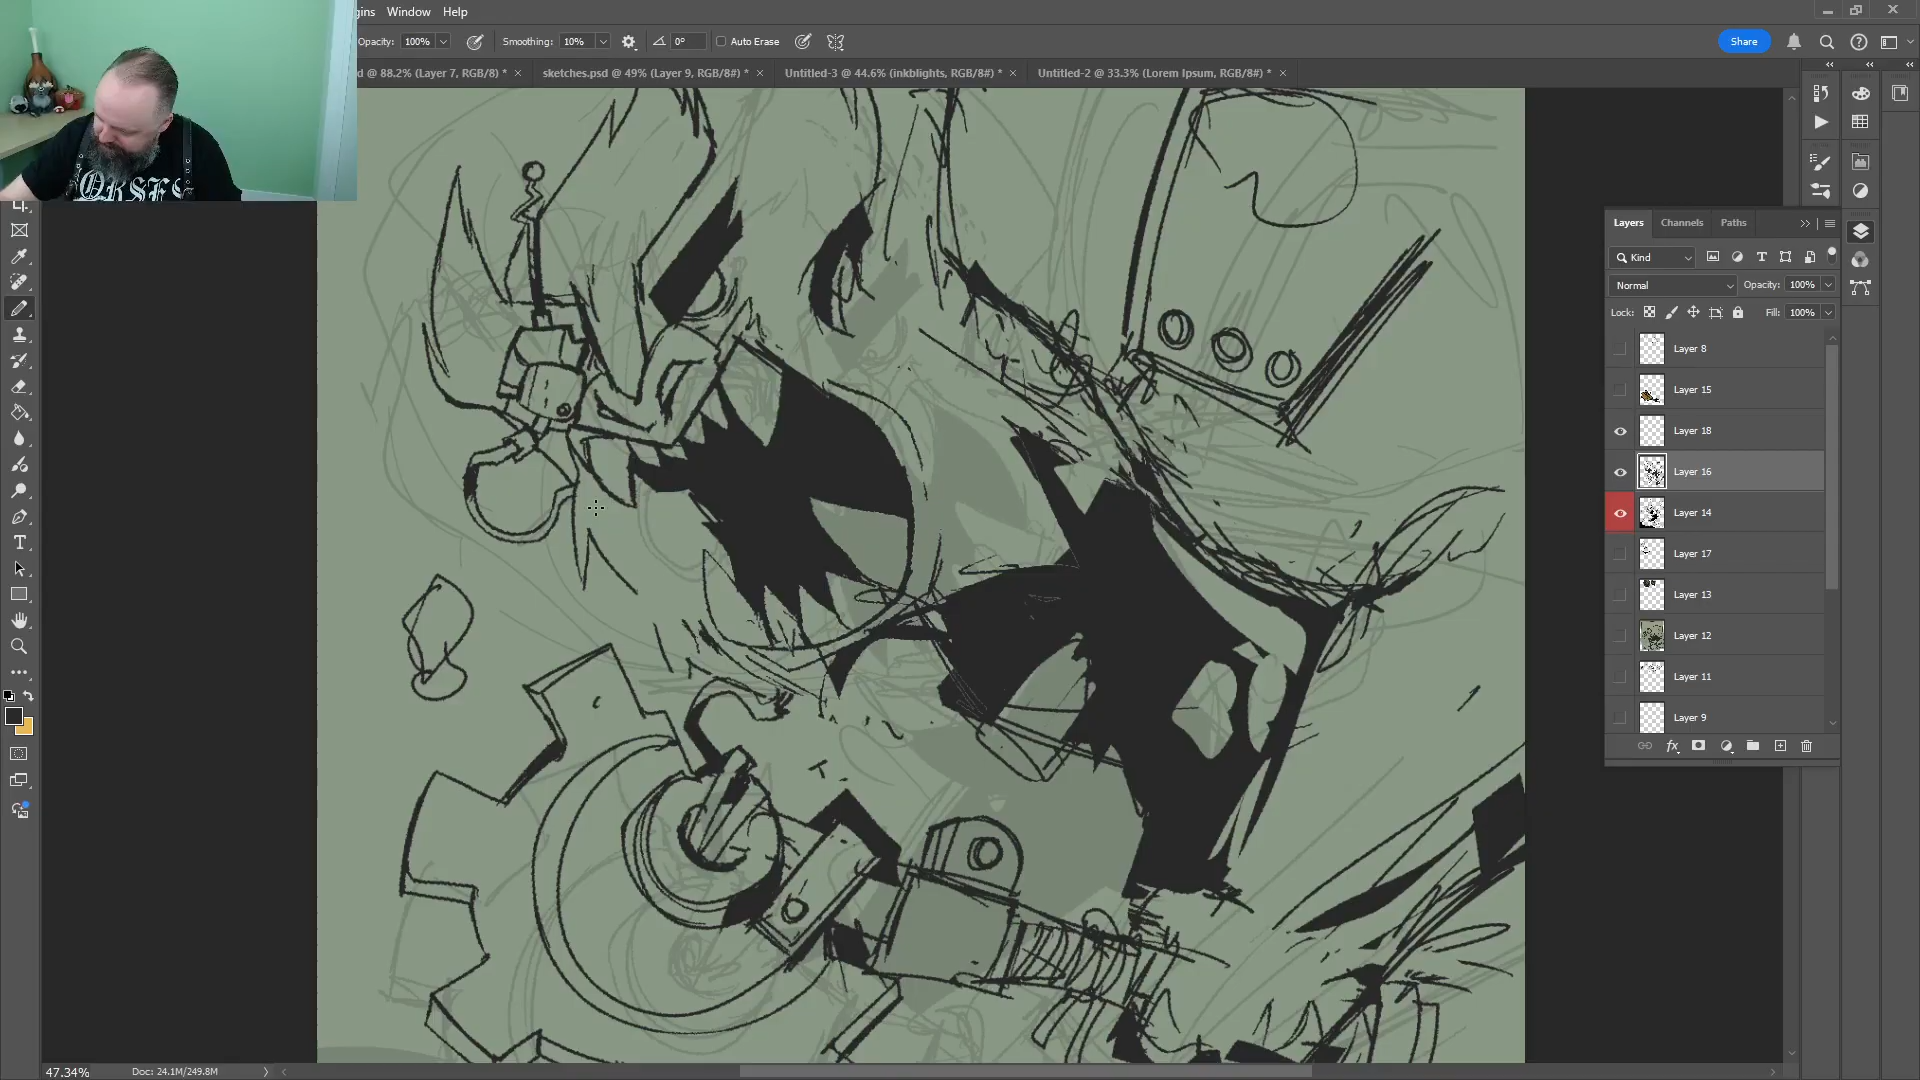 gins Window Help
Opacity: 100% Smoothing: 10% 0° Auto Erase Share
d @ 88.2% (Layer 7, RGB/8) * × sketches.psd @ 49% (Layer 9, RGB/8#) * × Untitled-3 @ 44.6% (inkblights, RGB/8#) * × Untitled-2 @ 33.3% (Lorem Ipsum, RGB/8#) * ×
Layers Channels Paths
Kind
Normal Opacity: 100%
Lock: Fill: 100%
Layer 8
Layer 15
Layer 18
Layer 16
Layer 14
Layer 17
Layer 13
Layer 12
Layer 11
Layer 9
fx
47.34% Doc: 24.1M/249.8M